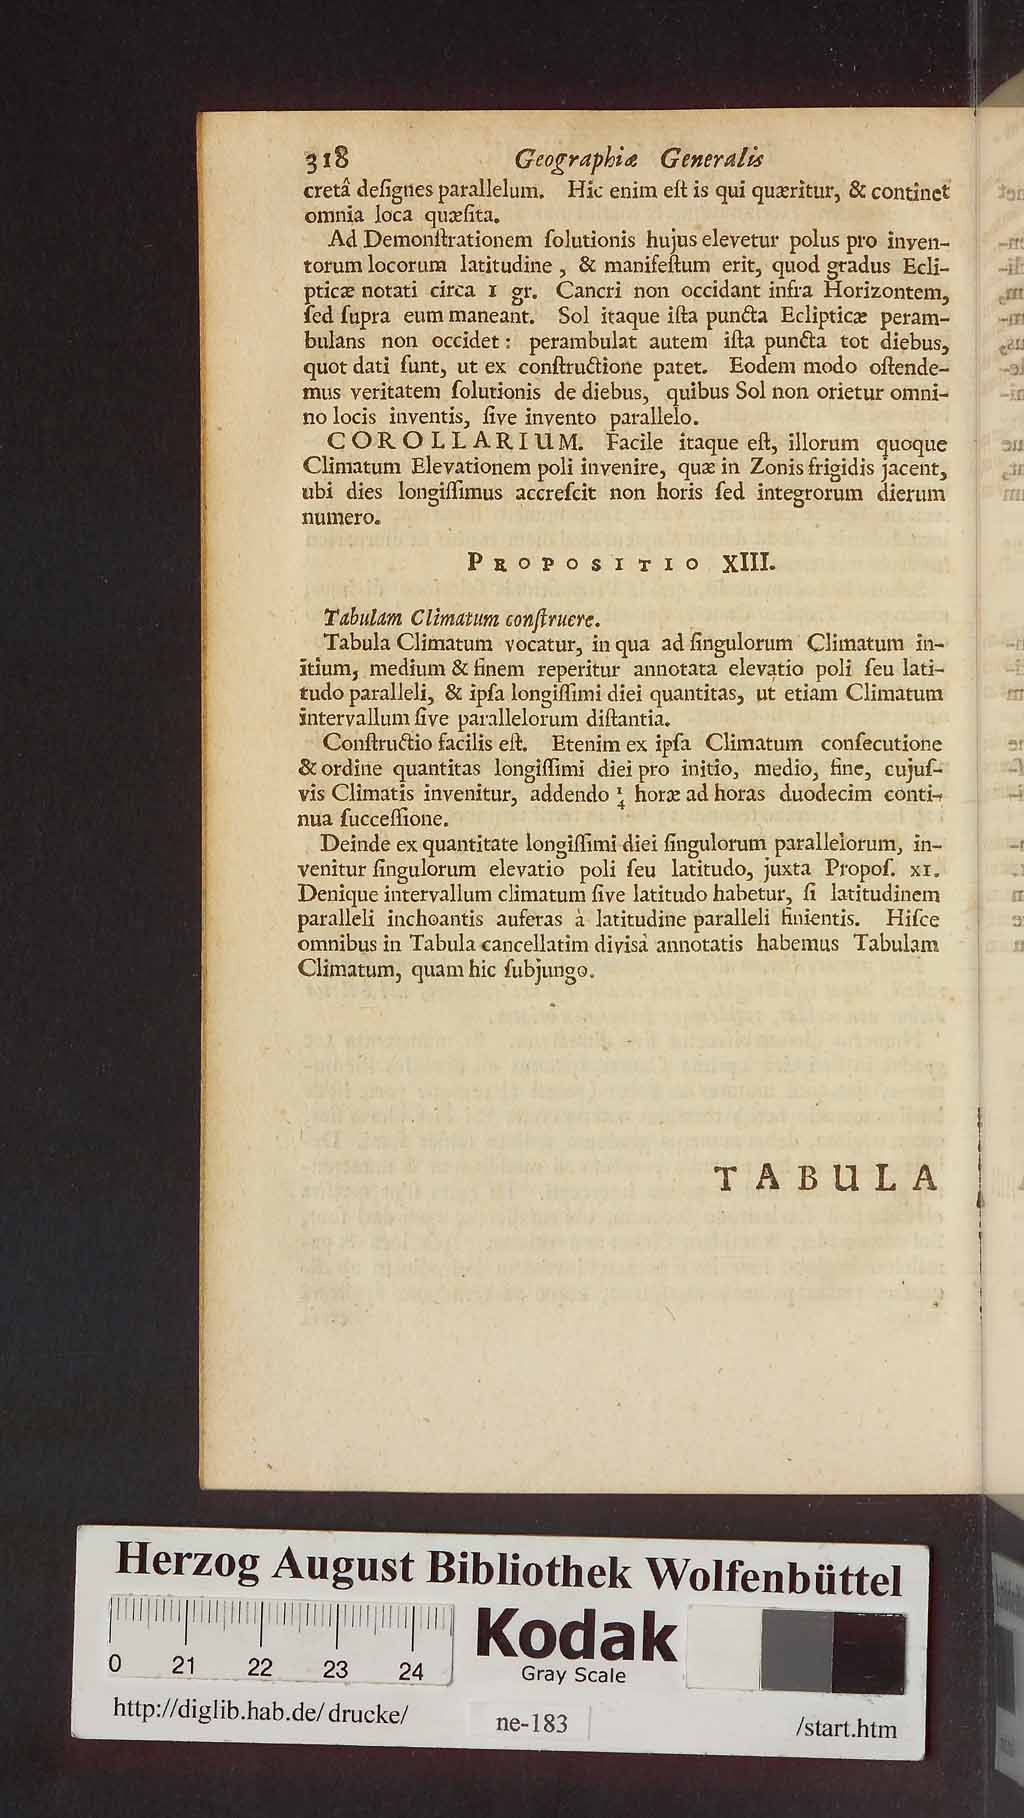 318 Geographiæ Generalis
cretâ deſignes parallelum. Hic enim eſt is qui quæritur, & continet
omnia loca quæſita.
Ad Demonſtrationem ſolutionis hujus elevetur polus pro inven-
torum locorum latitudine, & manifeſtum erit, quod gradus Ecli-
pticæ notati circa 1 gr. Cancri non occidant infra Horizontem,
ſed ſupra eum maneant. Sol itaque iſta puncta Eclipticæ peram-
bulans non occidet: perambulat autem iſta puncta tot diebus,
quot dati ſunt, ut ex conſtructione patet. Eodem modo oſtende-
mus veritatem ſolutionis de diebus, quibus Sol non orietur omni-
no locis inventis, ſive invento parallelo.
COROLLARIUM. Facile itaque eſt, illorum quoque
Climatum Elevationem poli invenire, quæ in Zonis frigidis jacent,
ubi dies longiſſimus accreſcit non horis ſed integrorum dierum
numero.
PROPOSITIO XIII.
Tabulam Climatum conſtruere.
Tabula Climatum vocatur, in qua ad ſingulorum Climatum in-
itium, medium & finem reperitur annotata elevatio poli ſeu lati-
tudo paralleli, & ipſa longiſſimi diei quantitas, ut etiam Climatum
intervallum ſive parallelorum diſtantia.
Conſtructio facilis eſt. Etenim ex ipſa Climatum conſecutione
& ordine quantitas longiſſimi diei pro initio, medio, fine, cujuſ-
vis Climatis invenitur, addendo 1/4 horæ ad horas duodecim conti-
nua ſucceſſione.
Deinde ex quantitate longiſſimi diei ſingulorum parallelorum, in-
venitur ſingulorum elevatio poli ſeu latitudo, juxta Propoſ. XI.
Denique intervallum climatum ſive latitudo habetur, ſi latitudinem
paralleli inchoantis auferas à latitudine paralleli finientis. Hiſce
omnibus in Tabula cancellatim diviſà annotatis habemus Tabulam
Climatum, quam hic ſubjungo.
TABULA
Herzog August Bibliothek Wolfenbüttel
0 21 22 23 24
Kodak
Gray Scale
http://diglib.hab.de/drucke/ ne-183 /start.htm